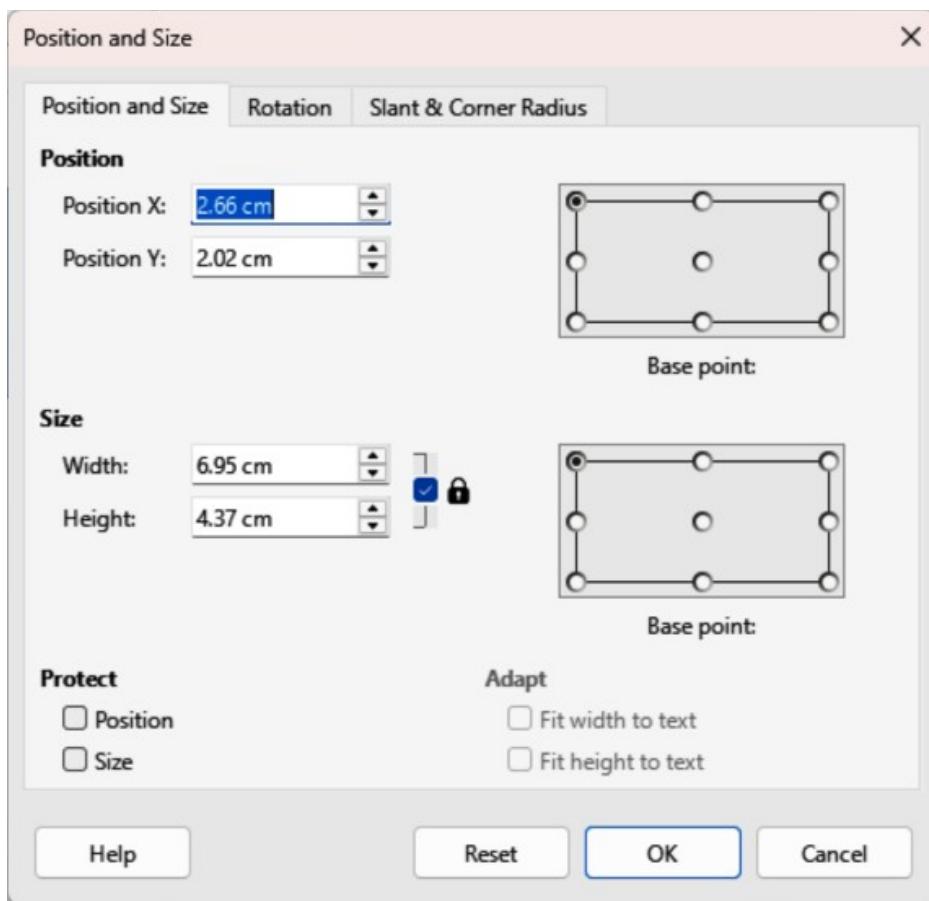 Position and Size
Position and Size Rotation Slant & Corner Radius
Position
Position X: 2.66 cm
Position Y: 2.02 cm
Base point:
Size
Width: 6.95 cm
Height: 4.37 cm
Base point:
Protect Adapt
Position Fit width to text
Size Fit height to text
Help Reset OK Cancel